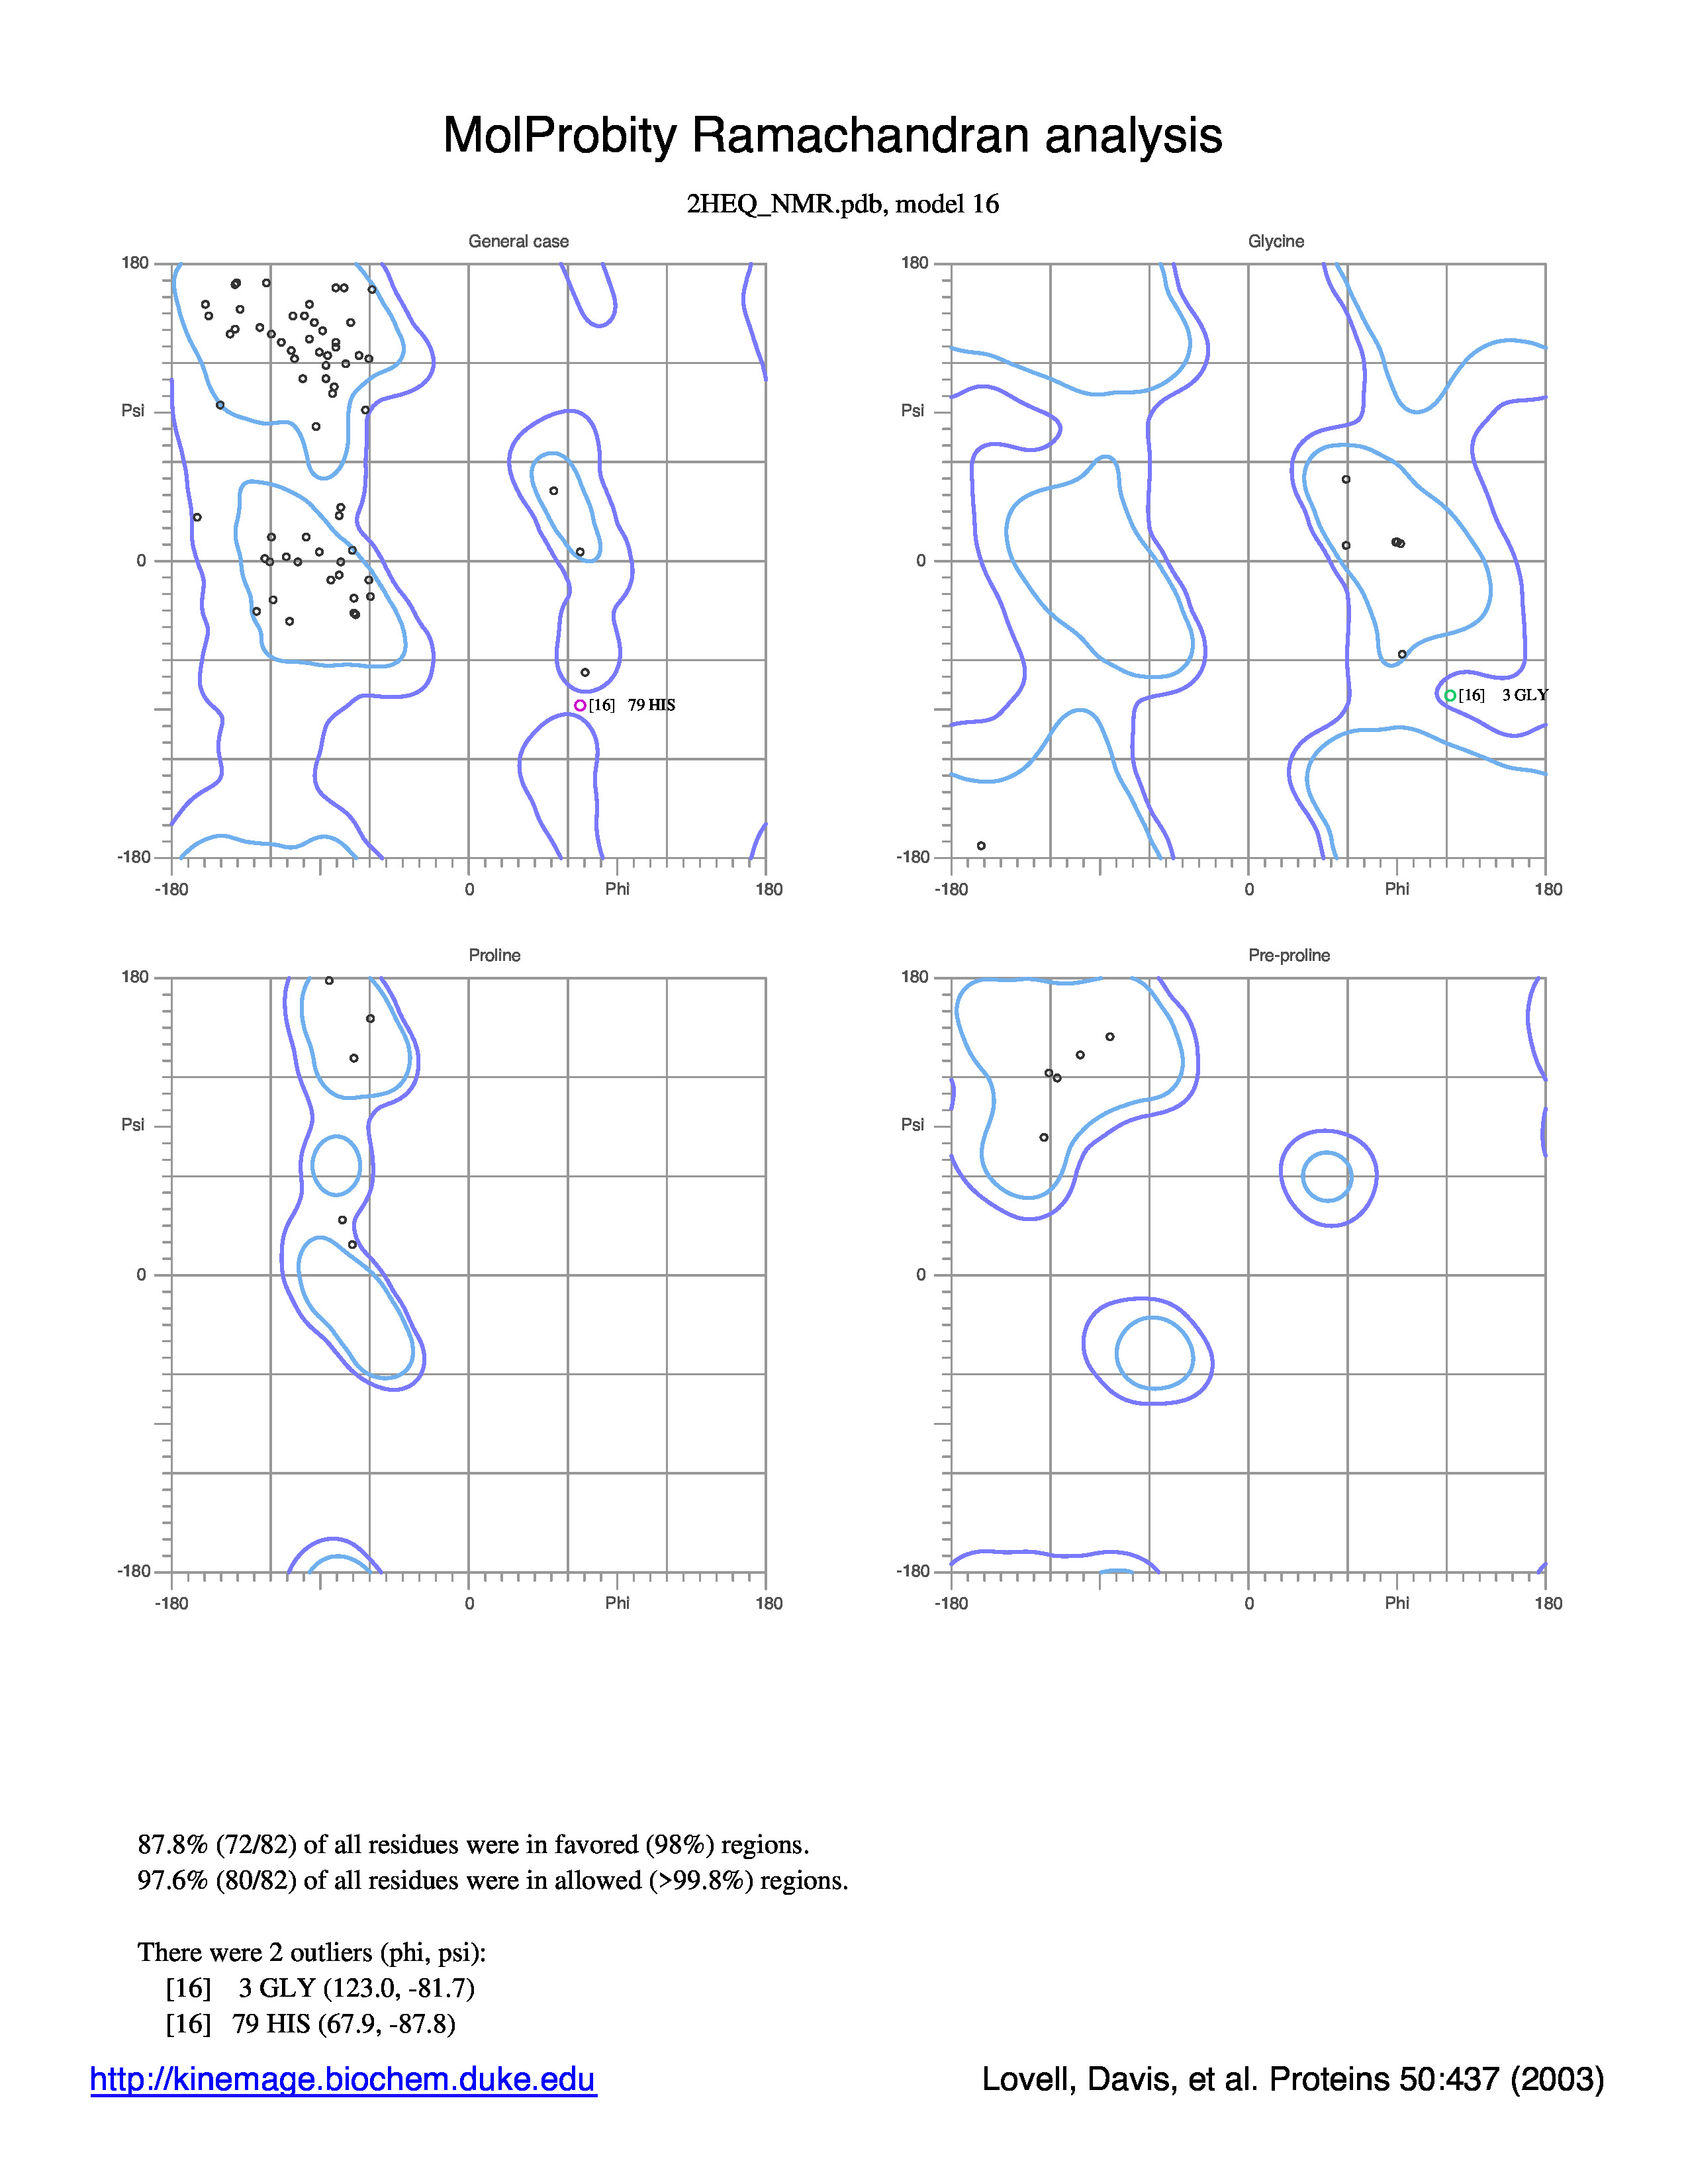 MolProbity Ramachandran analysis
2HEQ_NMR.pdb, model 16
General case
Glycine
180
Psi
0
-180
-180
0
Phi
180
[16] 79 HIS
180
Psi
0
-180
-180
0
Phi
180
[16] 3 GLY
Proline
Pre-proline
180
Psi
0
-180
-180
0
Phi
180
180
Psi
0
-180
-180
0
Phi
180
87.8% (72/82) of all residues were in favored (98%) regions.
97.6% (80/82) of all residues were in allowed (>99.8%) regions.
There were 2 outliers (phi, psi):
[16] 3 GLY (123.0, -81.7)
[16] 79 HIS (67.9, -87.8)
http://kinemage.biochem.duke.edu
Lovell, Davis, et al. Proteins 50:437 (2003)